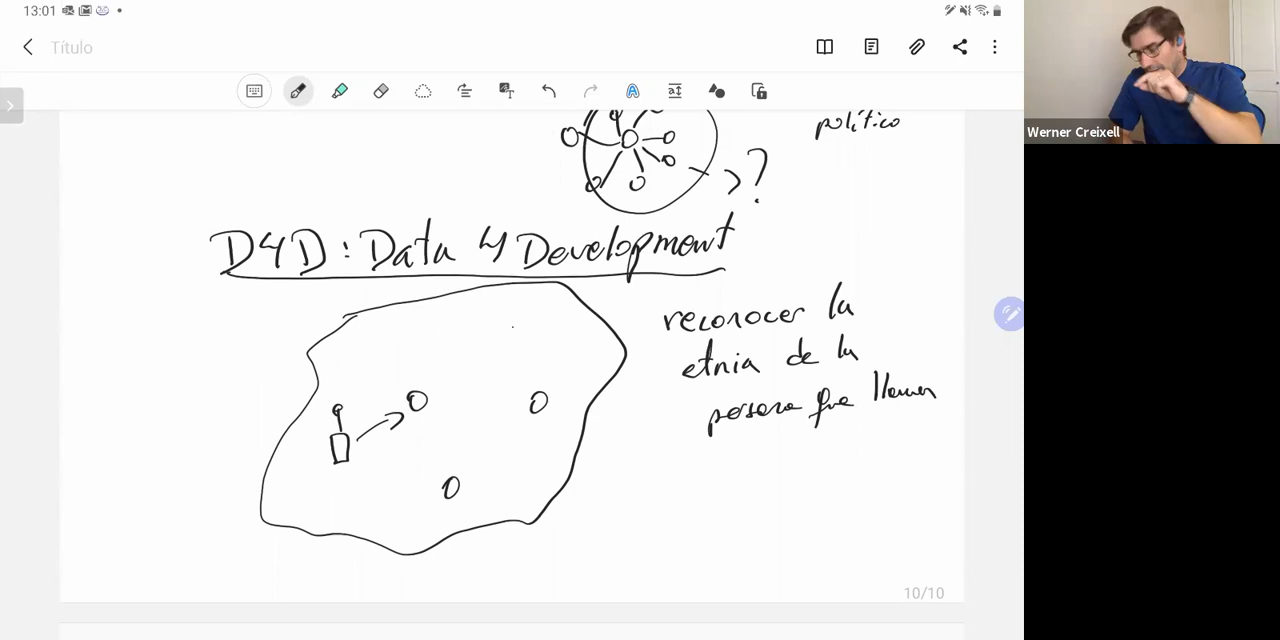 13:01
Título
Werner Creixell
político
?
D4D: Data 4 Development
reconocer la
etnia de la
persona que llaman
10/10